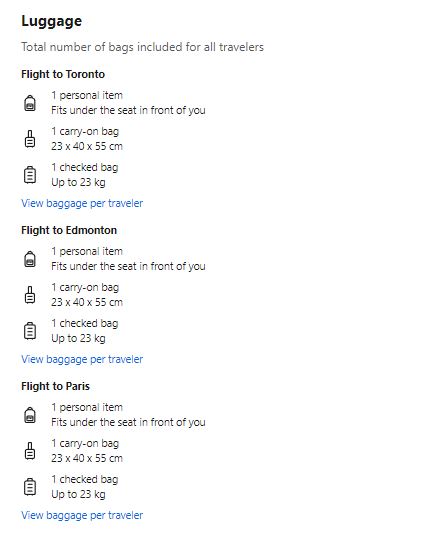 Luggage
Total number of bags included for all travelers
Flight to Toronto
1 personal item
Fits under the seat in front of you
1 carry-on bag
23 x 40 x 55 cm
1 checked bag
Up to 23 kg
View baggage per traveler
Flight to Edmonton
1 personal item
Fits under the seat in front of you
1 carry-on bag
23 x 40 x 55 cm
1 checked bag
Up to 23 kg
View baggage per traveler
Flight to Paris
1 personal item
Fits under the seat in front of you
1 carry-on bag
23 x 40 x 55 cm
1 checked bag
Up to 23 kg
View baggage per traveler